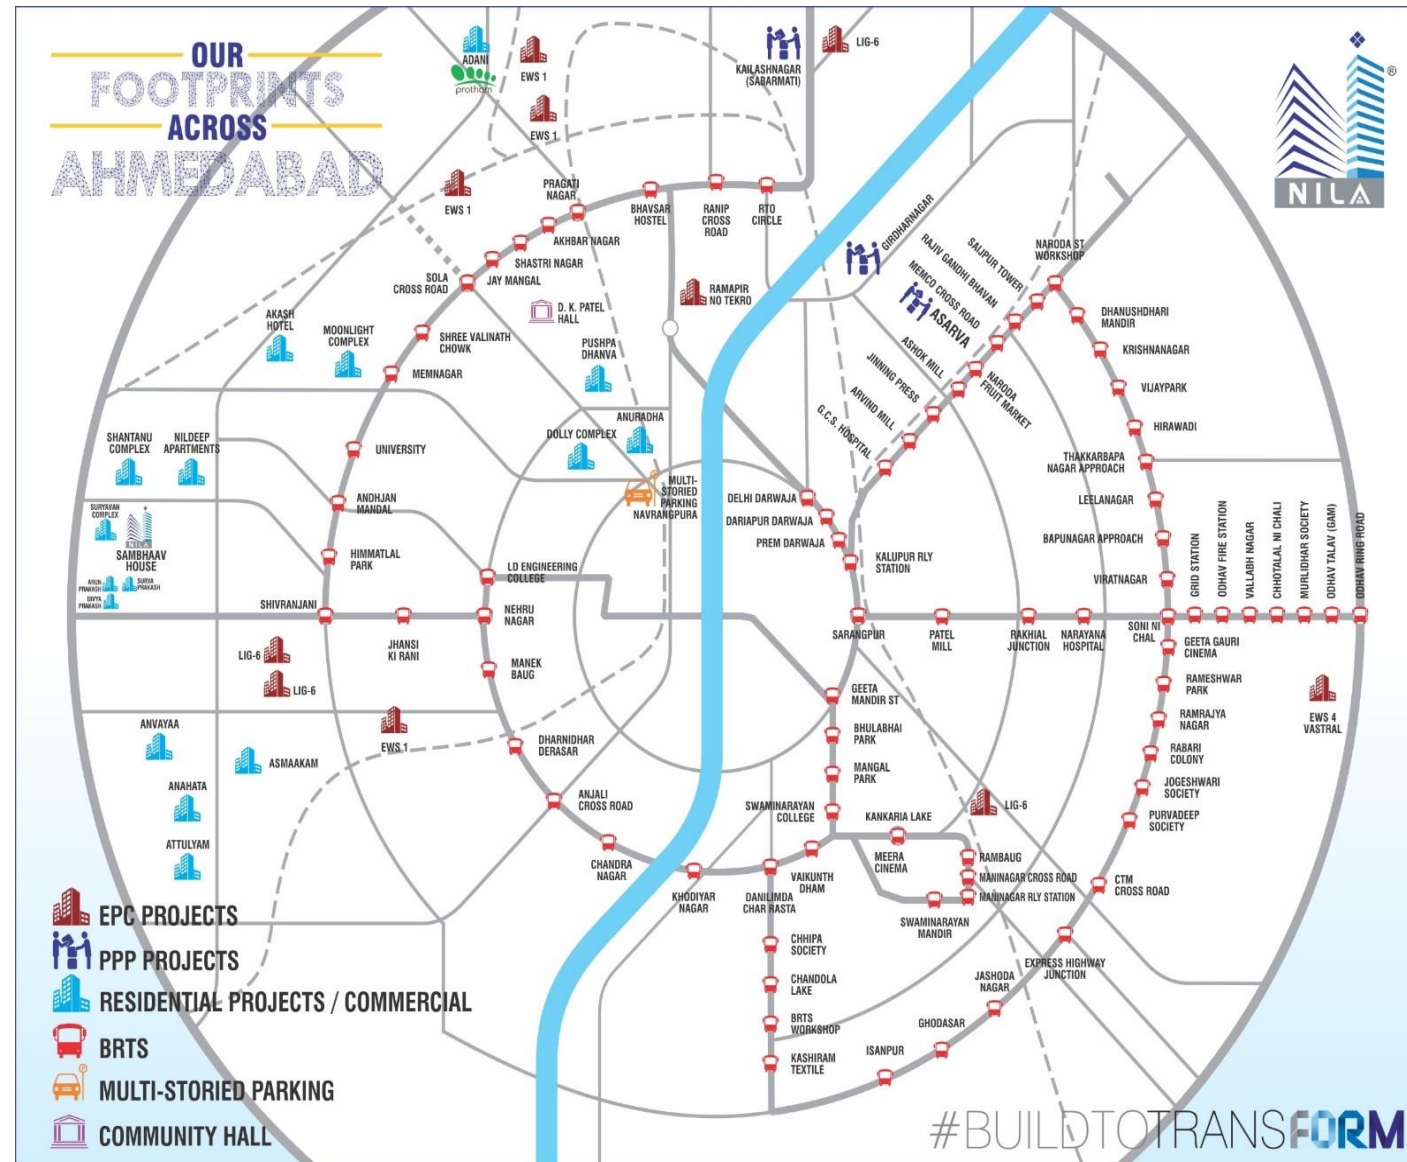 OUR
FOOTPRINTS
ACROSS
AHMEDABAD
ADANI
pratham
EWS 1
EWS 1
EWS 1
KAILASHNAGAR
(SABARMATI)
LIG-6
NILA
®
PRAGATI
NAGAR
BHAVSAR
HOSTEL
RANIP
CROSS
ROAD
RTO
CIRCLE
AKHBAR NAGAR
SHASTRI NAGAR
JAY MANGAL
SOLA
CROSS ROAD
GIRDHARNAGAR
SAIJPUR TOWER
RAJIV GANDHI BHAVAN
MEMCO CROSS ROAD
ASARVA
NARODA ST
WORKSHOP
RAMAPIR
NO TEKRO
D. K. PATEL
HALL
AKASH
HOTEL
MOONLIGHT
COMPLEX
SHREE VALINATH
CHOWK
PUSHPA
DHANVA
MEMNAGAR
DHANUSHDHARI
MANDIR
KRISHNANAGAR
VIJAYPARK
HIRAWADI
THAKKARBAPA
NAGAR APPROACH
LEELANAGAR
BAPUNAGAR APPROACH
VIRATNAGAR
ASHOK MILL
JINNING PRESS
ARVIND MILL
G.C.S. HOSPITAL
NARODA
FRUIT MARKET
ANURADHA
DOLLY COMPLEX
SHANTANU
COMPLEX
NILDEEP
APARTMENTS
UNIVERSITY
MULTI-
STORIED
PARKING
NAVRANGPURA
DELHI DARWAJA
DARIAPUR DARWAJA
PREM DARWAJA
KALUPUR RLY
STATION
ANDHJAN
MANDAL
SURYAVAN
COMPLEX
NILA
SAMBHAAV
HOUSE
ARUN
PRAKASH
SURYA
PRAKASH
DIVYA
PRAKASH
HIMMATLAL
PARK
LD ENGINEERING
COLLEGE
SHIVRANJANI
JHANSI
KI RANI
NEHRU
NAGAR
MANEK
BAUG
SARANGPUR
PATEL
MILL
RAKHIAL
JUNCTION
NARAYANA
HOSPITAL
SONI NI
CHAL
GRID STATION
ODHAV FIRE STATION
VALLABH NAGAR
CHHOTALAL NI CHALI
MURLIDHAR SOCIETY
ODHAV TALAV (GAM)
ODHAV RING ROAD
GEETA GAURI
CINEMA
RAMESHWAR
PARK
RAMRAJYA
NAGAR
RABARI
COLONY
JOGESHWARI
SOCIETY
PURVADEEP
SOCIETY
EWS 4
VASTRAL
LIG-6
LIG-6
EWS 1
ANVAYAA
ASMAAKAM
ANAHATA
ATTULYAM
DHARNIDHAR
DERASAR
ANJALI
CROSS ROAD
CHANDRA
NAGAR
KHODIYAR
NAGAR
GEETA
MANDIR ST
BHULABHAI
PARK
MANGAL
PARK
SWAMINARAYAN
COLLEGE
KANKARIA LAKE
LIG-6
MEERA
CINEMA
RAMBAUG
MANINAGAR CROSS ROAD
MANINAGAR RLY STATION
SWAMINARAYAN
MANDIR
VAIKUNTH
DHAM
DANILIMDA
CHAR RASTA
CTM
CROSS ROAD
EXPRESS HIGHWAY
JUNCTION
JASHODA
NAGAR
GHODASAR
ISANPUR
CHHIPA
SOCIETY
CHANDOLA
LAKE
BRTS
WORKSHOP
KASHIRAM
TEXTILE
EPC PROJECTS
PPP PROJECTS
RESIDENTIAL PROJECTS / COMMERCIAL
BRTS
MULTI-STORIED PARKING
COMMUNITY HALL
#BUILDTOTRANSFORM